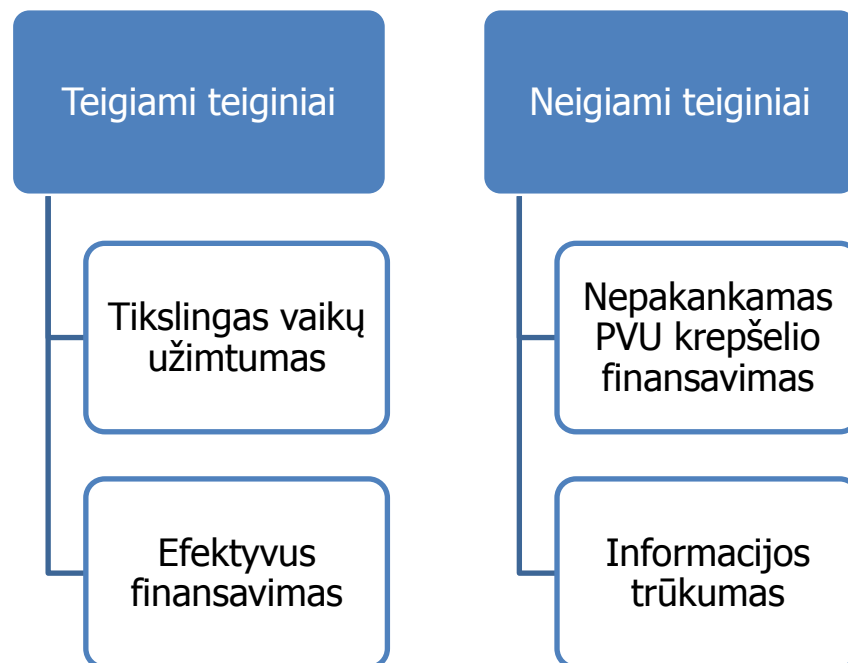 Teigiami teiginiai
Tikslingas vaikų
užimtumas
Efektyvus
finansavimas
Neigiami teiginiai
Nepakankamas
PVU krepšelio
finansavimas
Informacijos
trūkumas